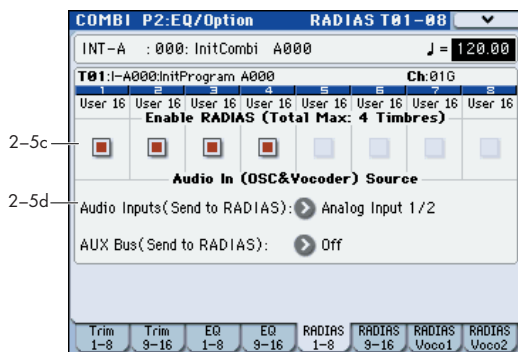 COMBI P2:EQ/Option RADIAS T01-08
INT-A :000: InitCombi A000 ♩= 120.00
T01:I-A000:InitProgram A000 Ch:01G
1 2 3 4 5 6 7 8
User 16 User 16 User 16 User 16 User 16 User 16 User 16 User 16
Enable RADIAS (Total Max: 4 Timbres)
2–5c
Audio In (OSC&Vocoder) Source
2–5d
Audio Inputs(Send to RADIAS): Analog Input 1/2
AUX Bus(Send to RADIAS): Off
Trim 1-8 Trim 9-16 EQ 1-8 EQ 9-16 RADIAS 1-8 RADIAS 9-16 RADIAS Voco1 RADIAS Voco2